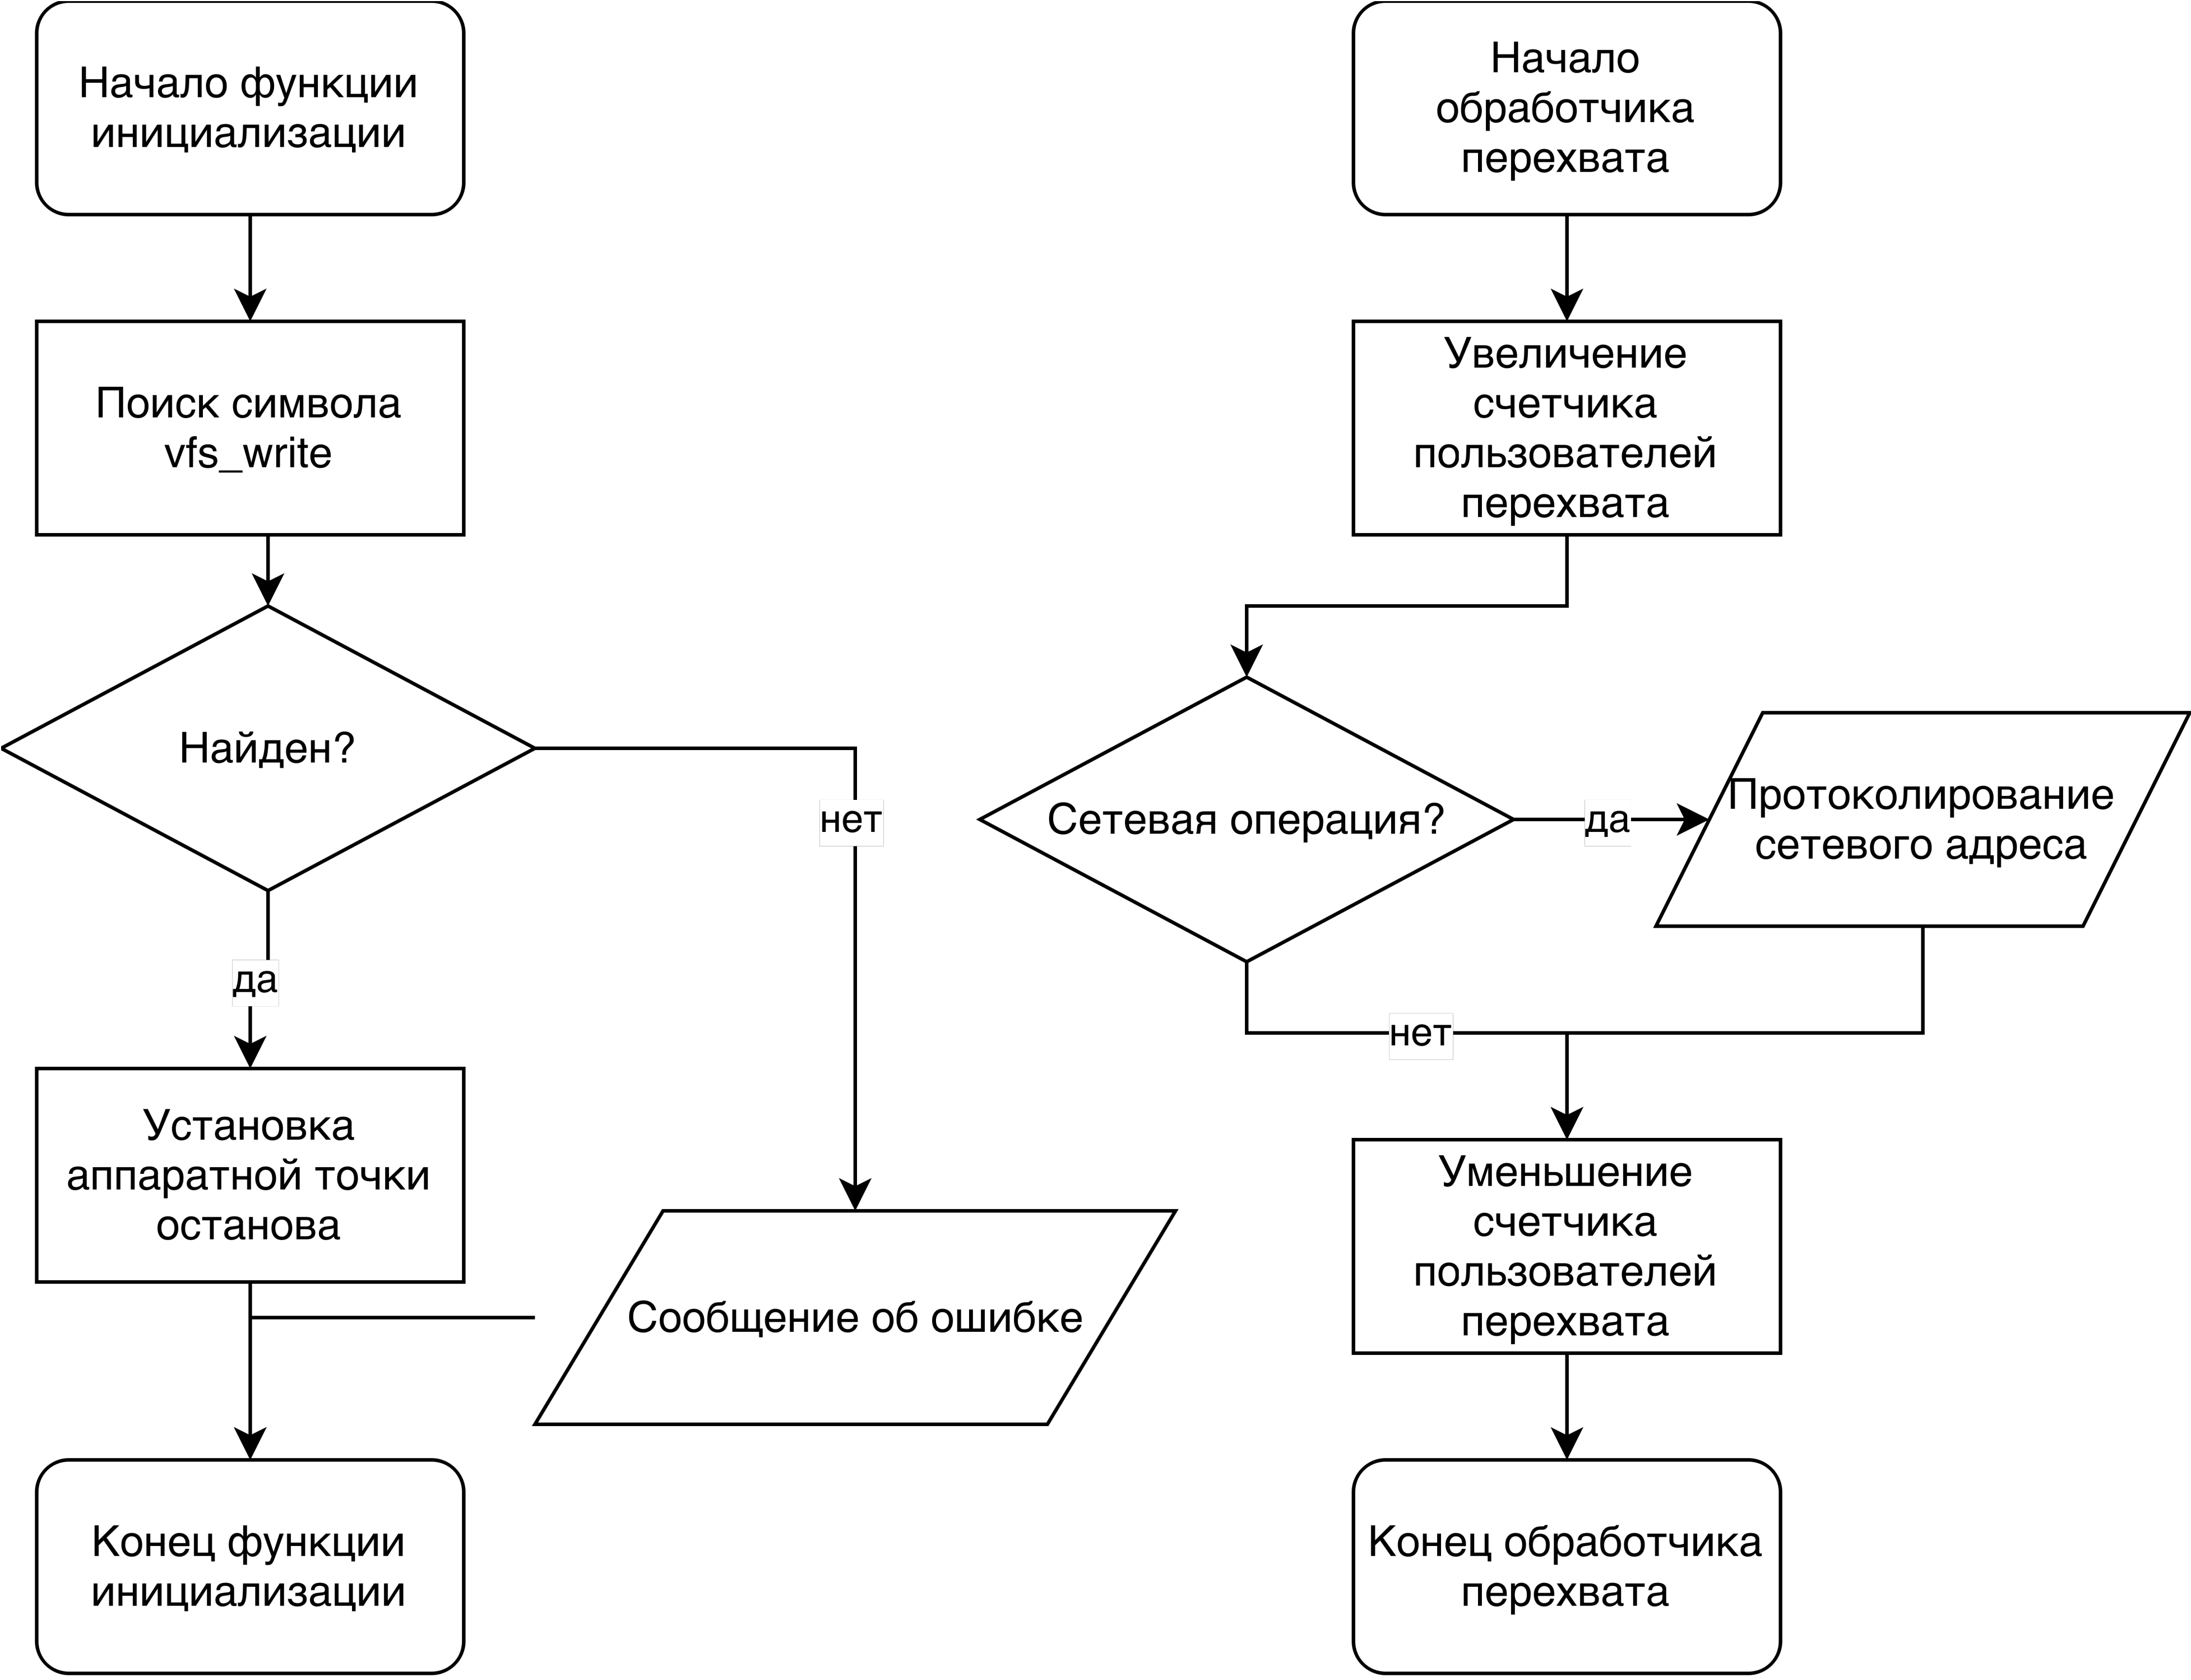 Начало функции
инициализации
Поиск символа
vfs_write
Найден?
нет
да
Установка
аппаратной точки
останова
Сообщение об ошибке
Конец функции
инициализации
Начало
обработчика
перехвата
Увеличение
счетчика
пользователей
перехвата
Сетевая операция?
да
Протоколирование
сетевого адреса
нет
Уменьшение
счетчика
пользователей
перехвата
Конец обработчика
перехвата